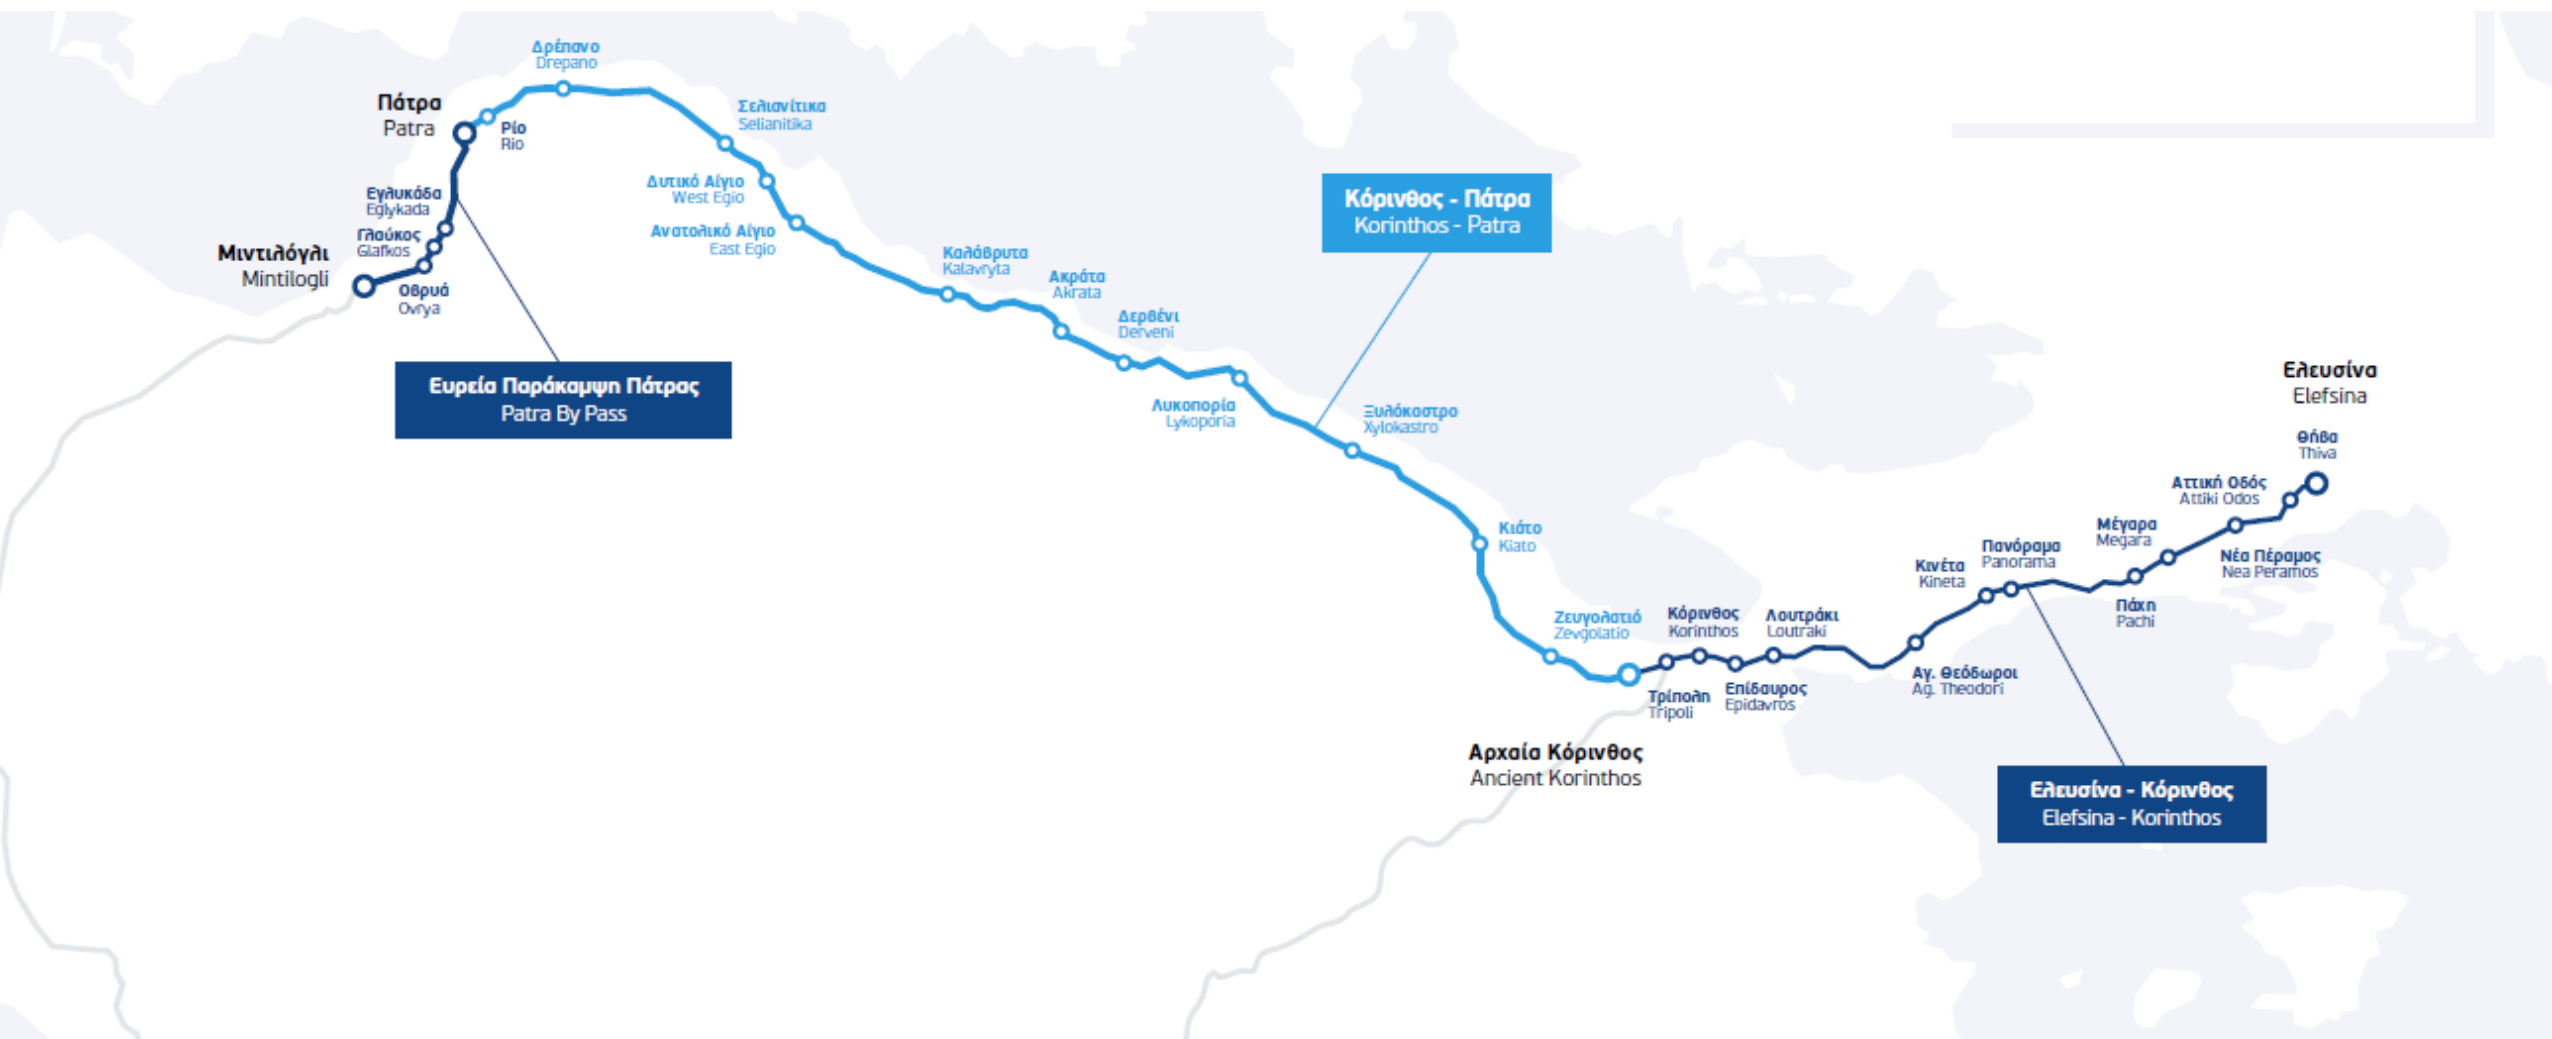 Δρέπανο
Drepano
Πάτρα
Patra
Ρίο
Rio
Σελιανίτικα
Selianitika
Δυτικό Αίγιο
West Egio
Εγλυκάδα
Eglykada
Γλαύκος
Glafkos
Ανατολικό Αίγιο
East Egio
Μιντιλόγλι
Mintilogli
Οβρυά
Ovrya
Κόρινθος - Πάτρα
Korinthos - Patra
Καλάβρυτα
Kalavryta
Ακράτα
Akrata
Δερβένι
Derveni
Ευρεία Παράκαμψη Πάτρας
Patra By Pass
Λυκοπορία
Lykoporia
Ξυλόκαστρο
Xylokastro
Ελευσίνα
Elefsina
Θήβα
Thiva
Αττική Οδός
Attiki Odos
Κιάτο
Kiato
Μέγαρα
Megara
Πανόραμα
Panorama
Κινέτα
Kineta
Νέα Πέραμος
Nea Peramos
Πάχη
Pachi
Ζευγολατιό
Zevgolatio
Κόρινθος
Korinthos
Λουτράκι
Loutraki
Τρίπολη
Tripoli
Επίδαυρος
Epidavros
Αγ. Θεόδωροι
Ag. Theodori
Αρχαία Κόρινθος
Ancient Korinthos
Ελευσίνα - Κόρινθος
Elefsina - Korinthos